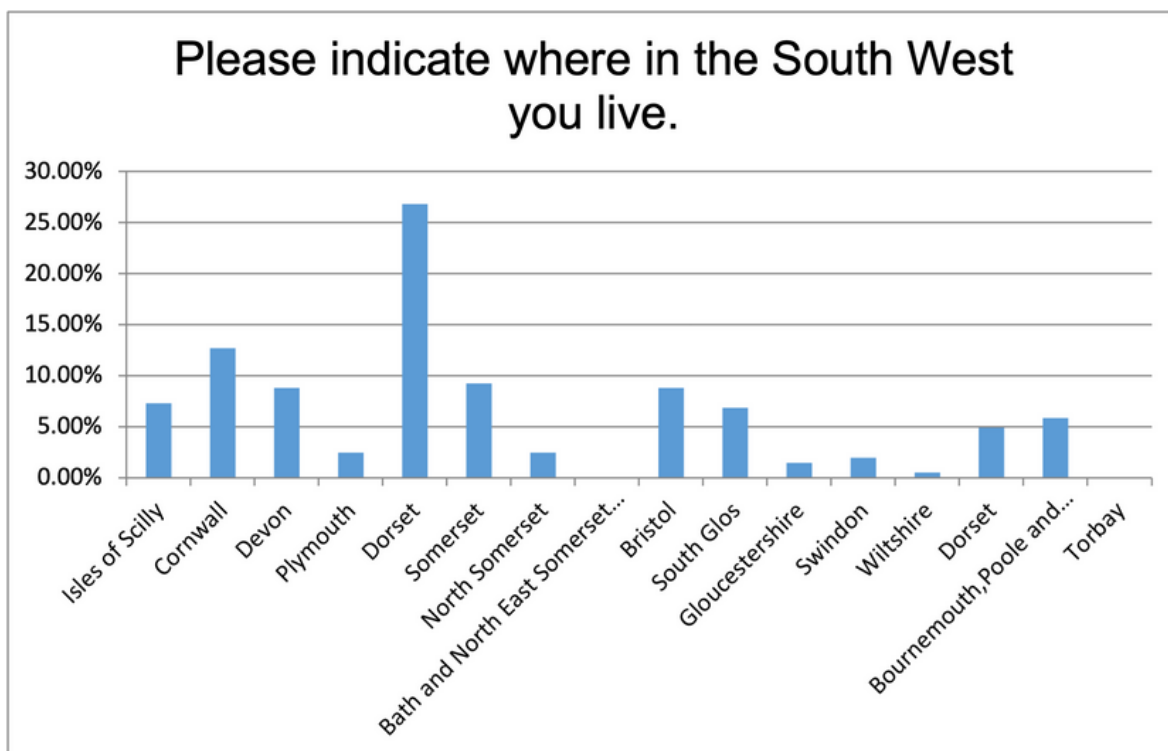 Please indicate where in the South West
you live.
30.00%
25.00%
20.00%
15.00%
10.00%
5.00%
0.00%
Isles of Scilly
Cornwall
Devon
Plymouth
Dorset
Somerset
North Somerset
Bath and North East Somerset...
Bristol
South Glos
Gloucestershire
Swindon
Wiltshire
Dorset
Bournemouth,Poole and...
Torbay